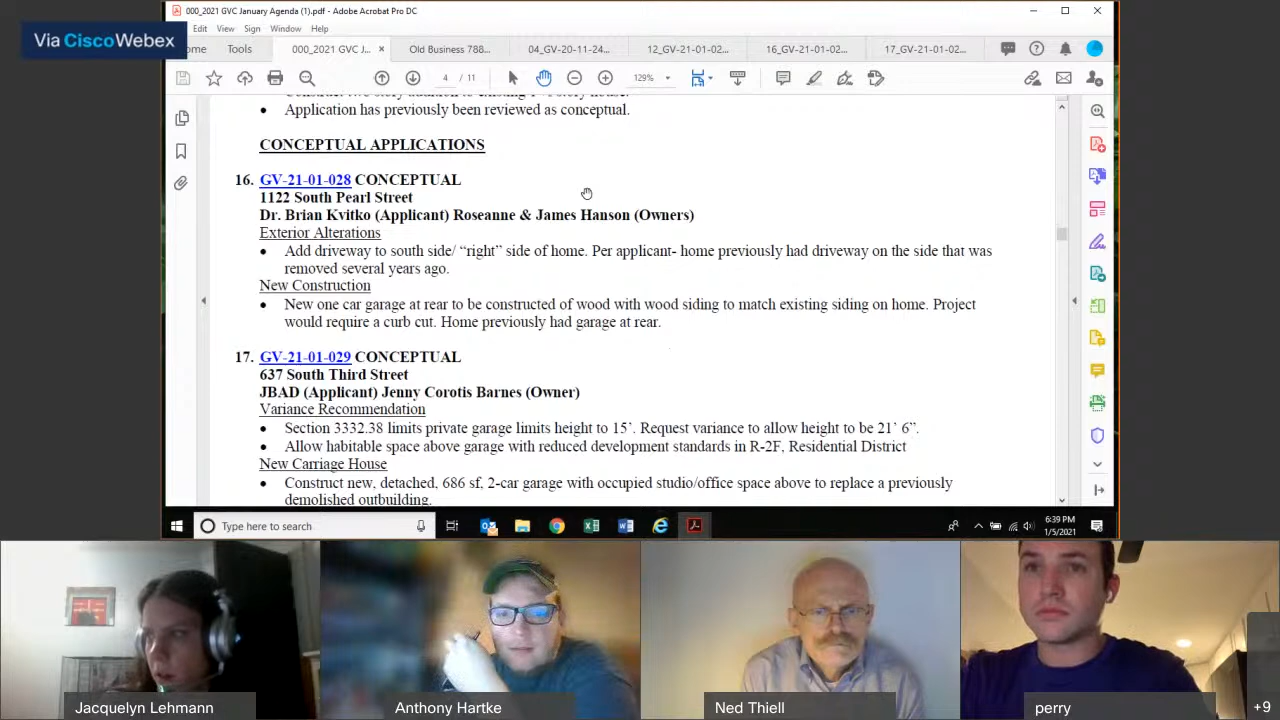 000_2021 GVC January Agenda (1).pdf - Adobe Acrobat Pro DC
Via Cisco Webex
Edit View Sign Window Help
ome Tools 000_2021 GVC J... Old Business 788... 04_GV-20-11-24... 12_GV-21-01-02... 16_GV-21-01-02... 17_GV-21-01-02...
4 / 11 129%
Construct two story addition to existing
• Application has previously been reviewed as conceptual.
CONCEPTUAL APPLICATIONS
16. GV-21-01-028 CONCEPTUAL
1122 South Pearl Street
Dr. Brian Kvitko (Applicant) Roseanne & James Hanson (Owners)
Exterior Alterations
• Add driveway to south side/ “right” side of home. Per applicant- home previously had driveway on the side that was
removed several years ago.
New Construction
• New one car garage at rear to be constructed of wood with wood siding to match existing siding on home. Project
would require a curb cut. Home previously had garage at rear.
17. GV-21-01-029 CONCEPTUAL
637 South Third Street
JBAD (Applicant) Jenny Corotis Barnes (Owner)
Variance Recommendation
• Section 3332.38 limits private garage limits height to 15’. Request variance to allow height to be 21’ 6”.
• Allow habitable space above garage with reduced development standards in R-2F, Residential District
New Carriage House
• Construct new, detached, 686 sf, 2-car garage with occupied studio/office space above to replace a previously
demolished outbuilding.
Type here to search
6:39 PM
1/5/2021
Jacquelyn Lehmann
Anthony Hartke
Ned Thiell
perry
+9